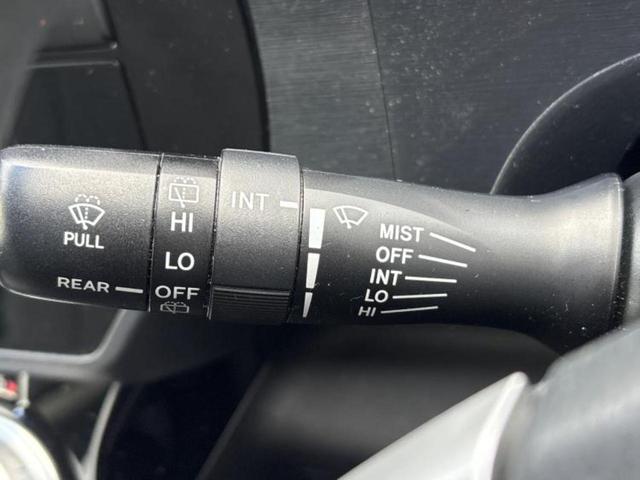 PULL
REAR
HI
LO
OFF
INT
MIST
OFF
INT
LO
HI